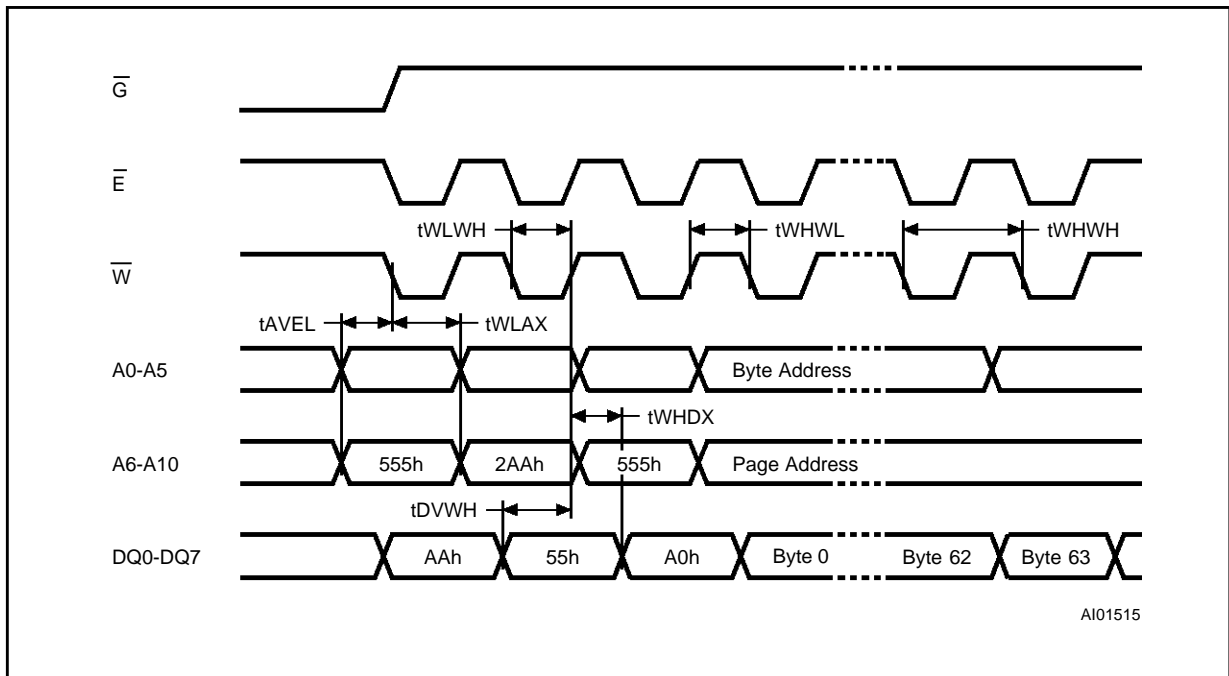 G̅
E̅
tWLWH tWHWL tWHWH
W̅
tAVEL tWLAX
A0-A5 Byte Address
tWHDX
A6-A10 555h 2AAh 555h Page Address
tDVWH
DQ0-DQ7 AAh 55h A0h Byte 0 Byte 62 Byte 63
AI01515